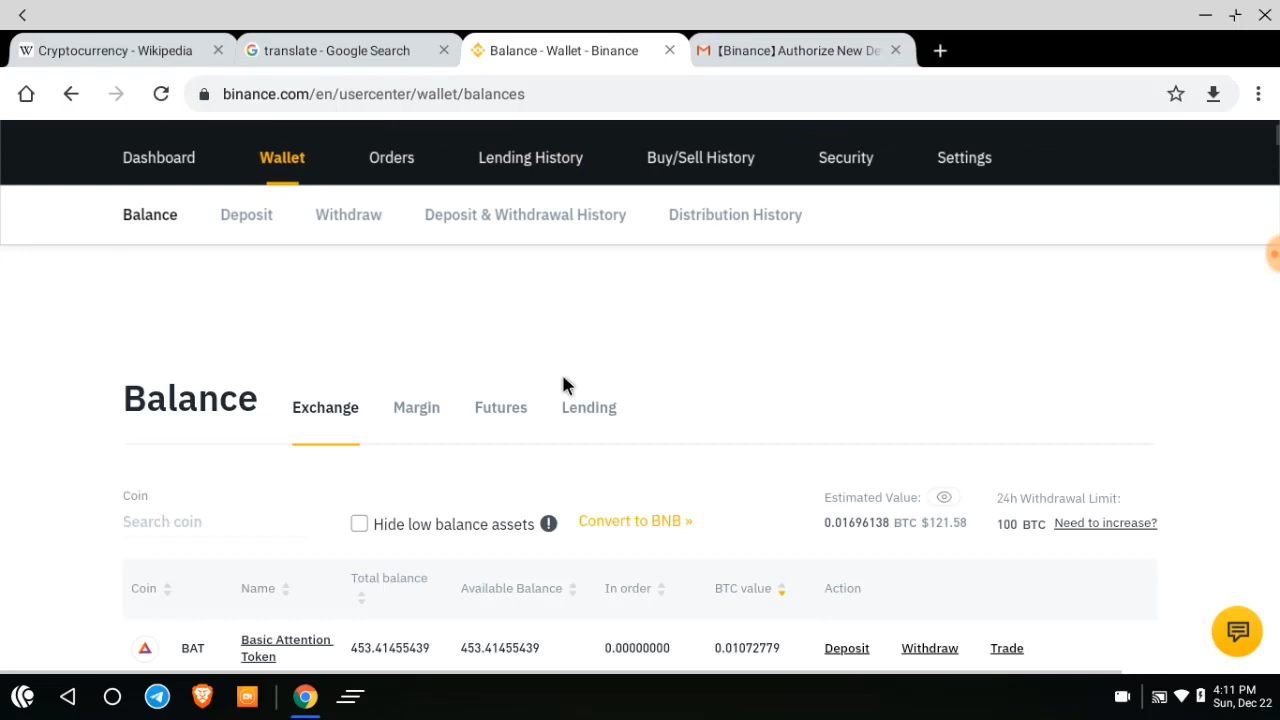 Cryptocurrency - Wikipedia
translate - Google Search
Balance - Wallet - Binance
【Binance】Authorize New De
binance.com/en/usercenter/wallet/balances
Dashboard Wallet Orders Lending History Buy/Sell History Security Settings
Balance Deposit Withdraw Deposit & Withdrawal History Distribution History
Balance Exchange Margin Futures Lending
Coin
Search coin
Hide low balance assets
Convert to BNB »
Estimated Value:
0.01696138 BTC $121.58
24h Withdrawal Limit:
100 BTC Need to increase?
Coin Name Total balance Available Balance In order BTC value Action
BAT Basic Attention
Token 453.41455439 453.41455439 0.00000000 0.01072779 Deposit Withdraw Trade
4:11 PM
Sun, Dec 22